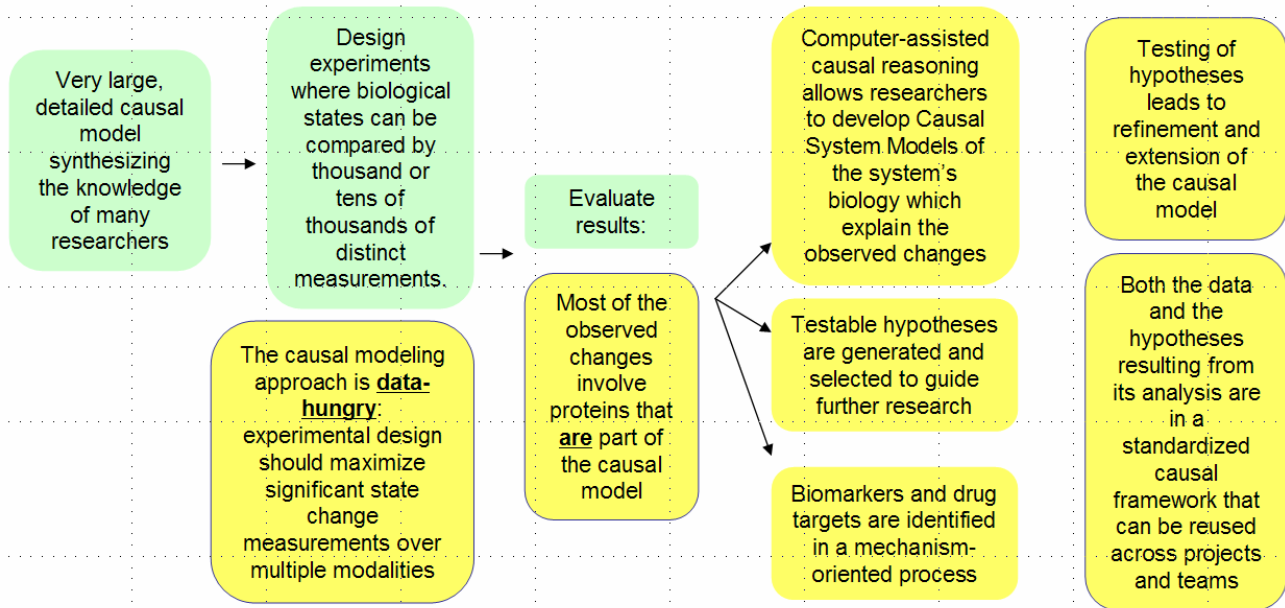 Very large,
detailed causal
model
synthesizing
the knowledge
of many
researchers
Design
experiments
where biological
states can be
compared by
thousand or
tens of
thousands of
distinct
measurements.
The causal modeling
approach is data-
hungry:
experimental design
should maximize
significant state
change
measurements over
multiple modalities
Evaluate
results:
Most of the
observed
changes
involve
proteins that
are part of
the causal
model
Computer-assisted
causal reasoning
allows researchers
to develop Causal
System Models of
the system's
biology which
explain the
observed changes
Testable hypotheses
are generated and
selected to guide
further research
Biomarkers and drug
targets are identified
in a mechanism-
oriented process
Testing of
hypotheses
leads to
refinement and
extension of
the causal
model
Both the data
and the
hypotheses
resulting from
its analysis are
in a
standardized
causal
framework that
can be reused
across projects
and teams